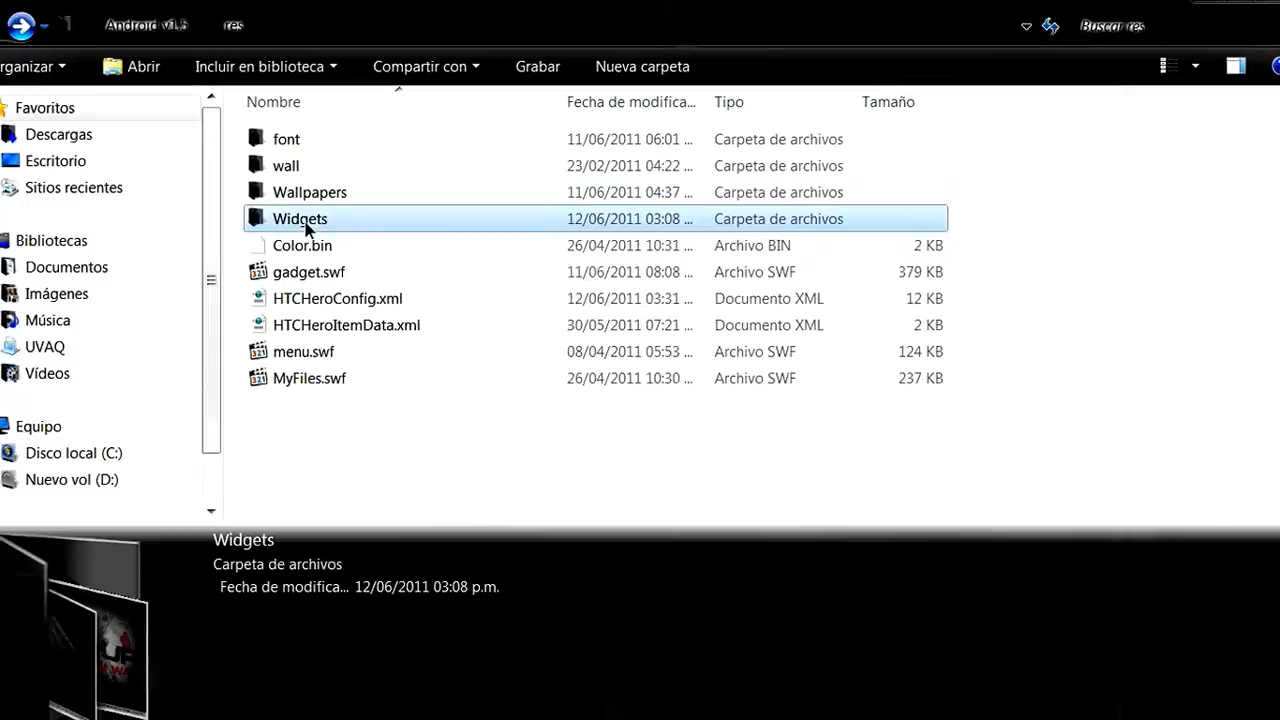 Android v1.5 res Buscar res
rganizar Abrir Incluir en biblioteca Compartir con Grabar Nueva carpeta
Favoritos
Descargas
Escritorio
Sitios recientes
Bibliotecas
Documentos
Imágenes
Música
UVAQ
Vídeos
Equipo
Disco local (C:)
Nuevo vol (D:)
Nombre Fecha de modifica... Tipo Tamaño
font 11/06/2011 06:01 ... Carpeta de archivos
wall 23/02/2011 04:22 ... Carpeta de archivos
Wallpapers 11/06/2011 04:37 ... Carpeta de archivos
Widgets 12/06/2011 03:08 ... Carpeta de archivos
Color.bin 26/04/2011 10:31 ... Archivo BIN 2 KB
gadget.swf 11/06/2011 08:08 ... Archivo SWF 379 KB
HTCHeroConfig.xml 12/06/2011 03:31 ... Documento XML 12 KB
HTCHeroItemData.xml 30/05/2011 07:21 ... Documento XML 2 KB
menu.swf 08/04/2011 05:53 ... Archivo SWF 124 KB
MyFiles.swf 26/04/2011 10:30 ... Archivo SWF 237 KB
Widgets
Carpeta de archivos
Fecha de modifica... 12/06/2011 03:08 p.m.